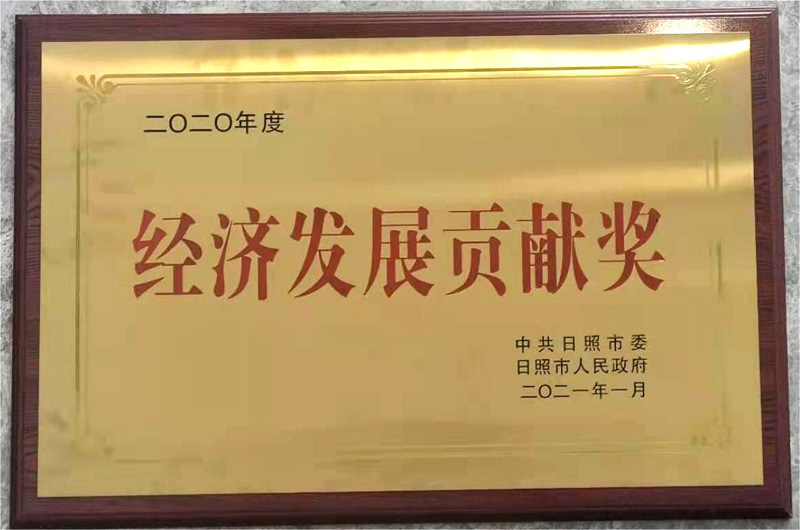 二〇二〇年度
经济发展贡献奖
中共日照市委
日照市人民政府
二〇二一年一月